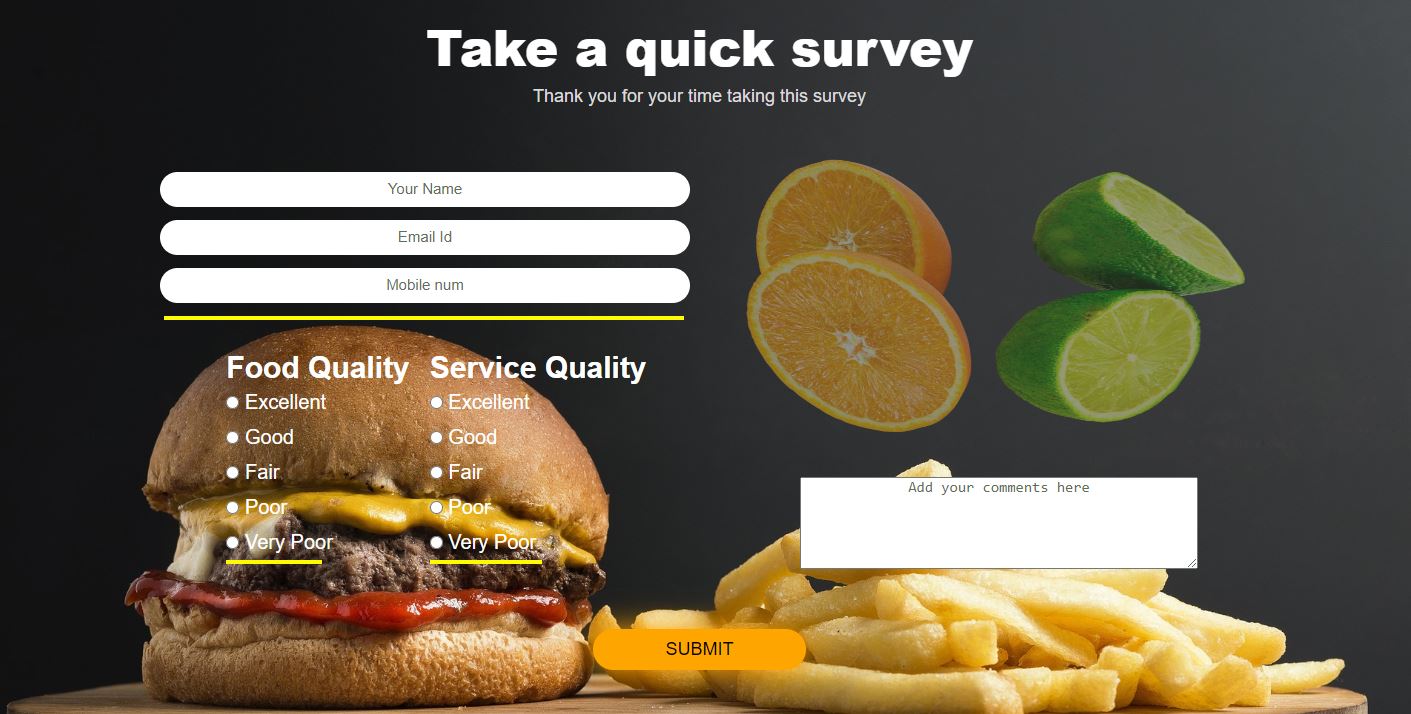 Take a quick survey
Thank you for your time taking this survey
Your Name
Email Id
Mobile num
Food Quality
Excellent
Good
Fair
Poor
Very Poor
Service Quality
Excellent
Good
Fair
Poor
Very Poor
Add your comments here
SUBMIT